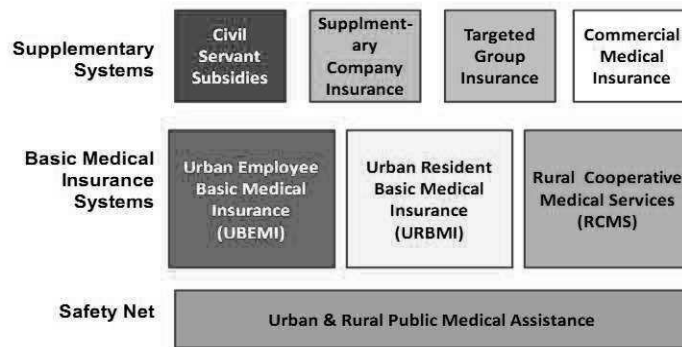 Supplementary
Systems
Civil
Servant
Subsidies
Supplment-
ary
Company
Insurance
Targeted
Group
Insurance
Commercial
Medical
Insurance
Basic Medical
Insurance
Systems
Urban Employee
Basic Medical
Insurance
(UBEMI)
Urban Resident
Basic Medical
Insurance
(URBMI)
Rural Cooperative
Medical Services
(RCMS)
Safety Net
Urban & Rural Public Medical Assistance